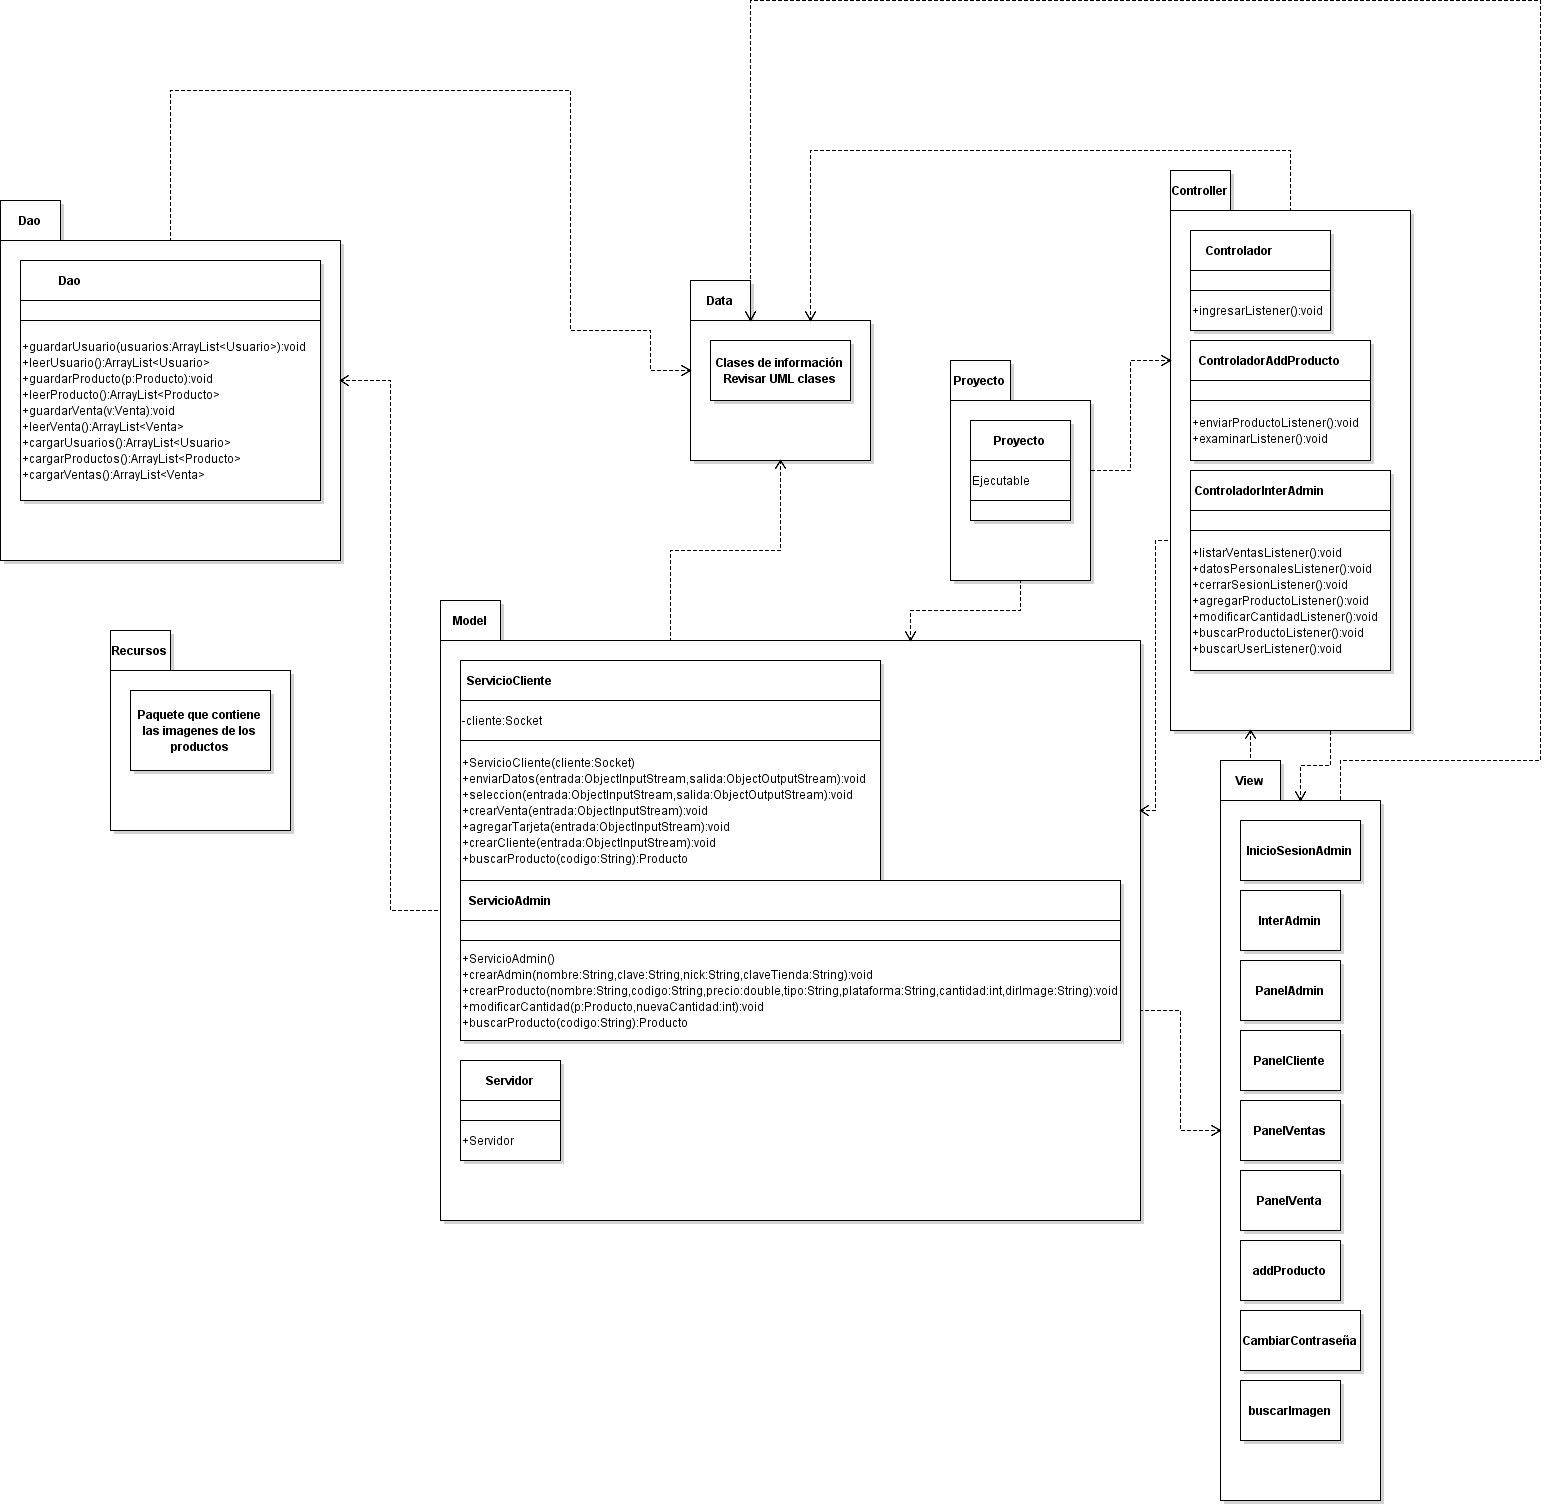 Dao
Dao
+guardarUsuario(usuarios:ArrayList<Usuario>):void
+leerUsuario():ArrayList<Usuario>
+guardarProducto(p:Producto):void
+leerProducto():ArrayList<Producto>
+guardarVenta(v:Venta):void
+leerVenta():ArrayList<Venta>
+cargarUsuarios():ArrayList<Usuario>
+cargarProductos():ArrayList<Producto>
+cargarVentas():ArrayList<Venta>
Recursos
Paquete que contiene
las imagenes de los
productos
Data
Clases de información
Revisar UML clases
Proyecto
Proyecto
Ejecutable
Controller
Controlador
+ingresarListener():void
ControladorAddProducto
+enviarProductoListener():void
+examinarListener():void
ControladorInterAdmin
+listarVentasListener():void
+datosPersonalesListener():void
+cerrarSesionListener():void
+agregarProductoListener():void
+modificarCantidadListener():void
+buscarProductoListener():void
+buscarUserListener():void
Model
ServicioCliente
-cliente:Socket
+ServicioCliente(cliente:Socket)
+enviarDatos(entrada:ObjectInputStream,salida:ObjectOutputStream):void
+seleccion(entrada:ObjectInputStream,salida:ObjectOutputStream):void
+crearVenta(entrada:ObjectInputStream):void
+agregarTarjeta(entrada:ObjectInputStream):void
+crearCliente(entrada:ObjectInputStream):void
+buscarProducto(codigo:String):Producto
ServicioAdmin
+ServicioAdmin()
+crearAdmin(nombre:String,clave:String,nick:String,claveTienda:String):void
+crearProducto(nombre:String,codigo:String,precio:double,tipo:String,plataforma:String,cantidad:int,dirImage:String):void
+modificarCantidad(p:Producto,nuevaCantidad:int):void
+buscarProducto(codigo:String):Producto
Servidor
+Servidor
View
InicioSesionAdmin
InterAdmin
PanelAdmin
PanelCliente
PanelVentas
PanelVenta
addProducto
CambiarContraseña
buscarImagen